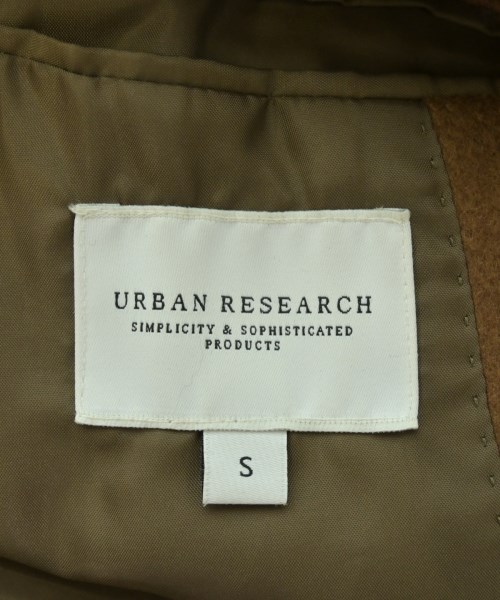 URBAN RESEARCH
SIMPLICITY & SOPHISTICATED
PRODUCTS
S